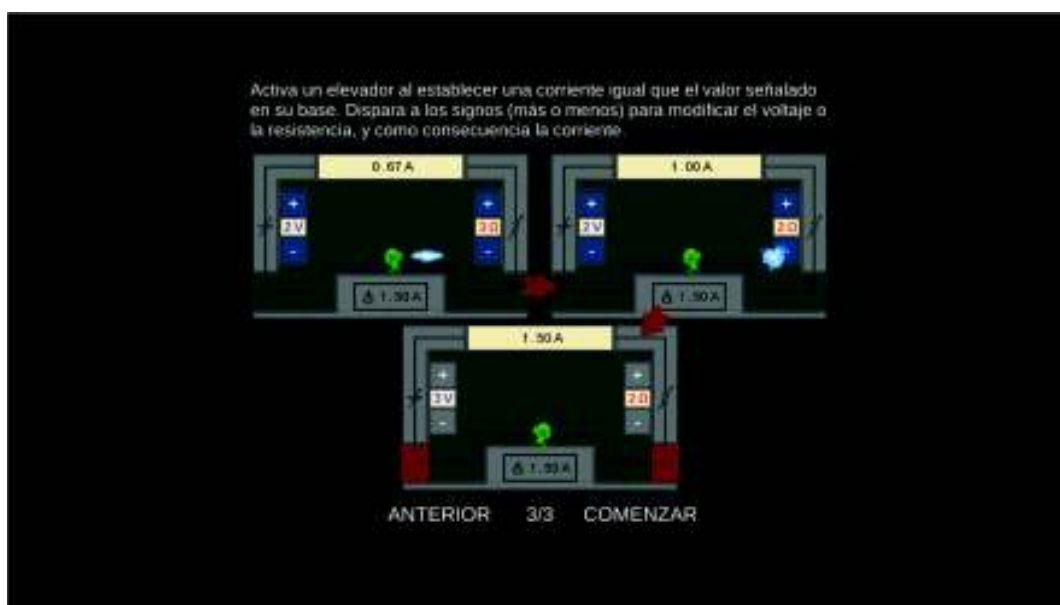 Activa un elevador al establecer una corriente igual que el valor señalado
en su base. Dispara a los signos (más o menos) para modificar el voltaje o
la resistencia, y como consecuencia la corriente.
0.67 A
1.00 A
+
+
+
+
2 V
3 Ω
2 V
2 Ω
-
-
-
1.50 A
1.50 A
1.50 A
+
+
3 V
2 Ω
-
-
1.50 A
ANTERIOR 3/3 COMENZAR